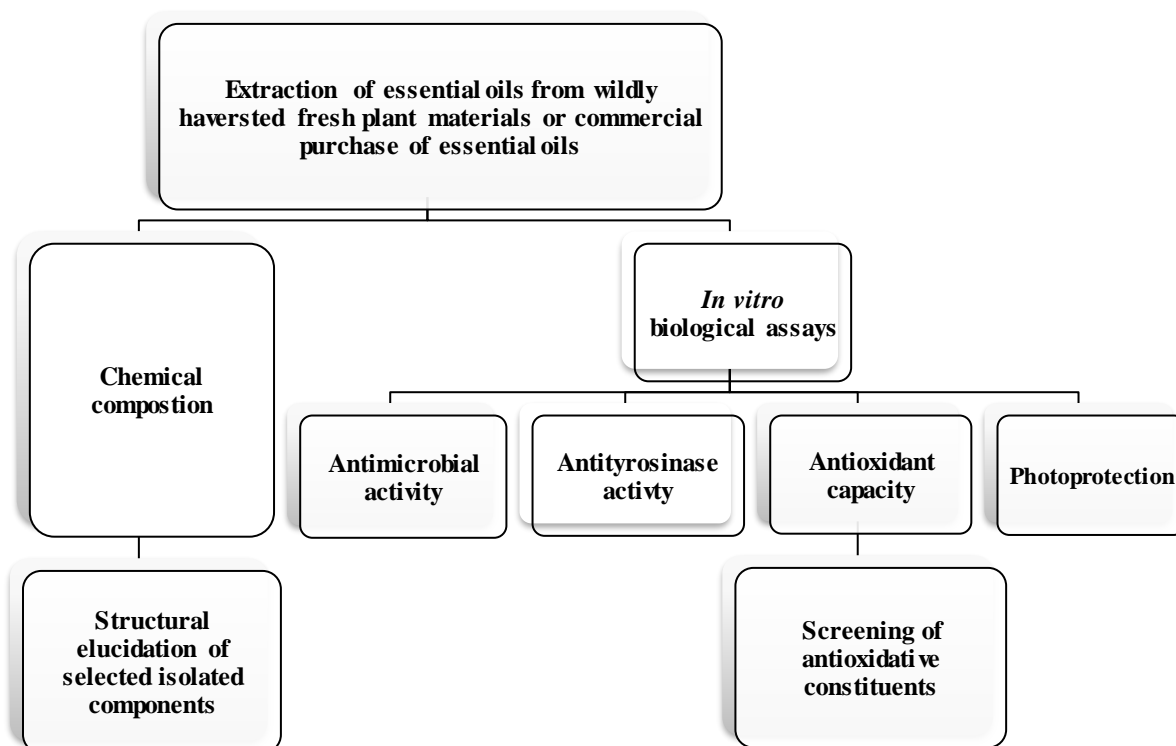 Extraction of essential oils from wildly
haversted fresh plant materials or commercial
purchase of essential oils
In vitro
biological assays
Chemical
compostion
Antimicrobial
activity
Antityrosinase
activty
Antioxidant
capacity
Photoprotection
Structural
elucidation of
selected isolated
components
Screening of
antioxidative
constituents